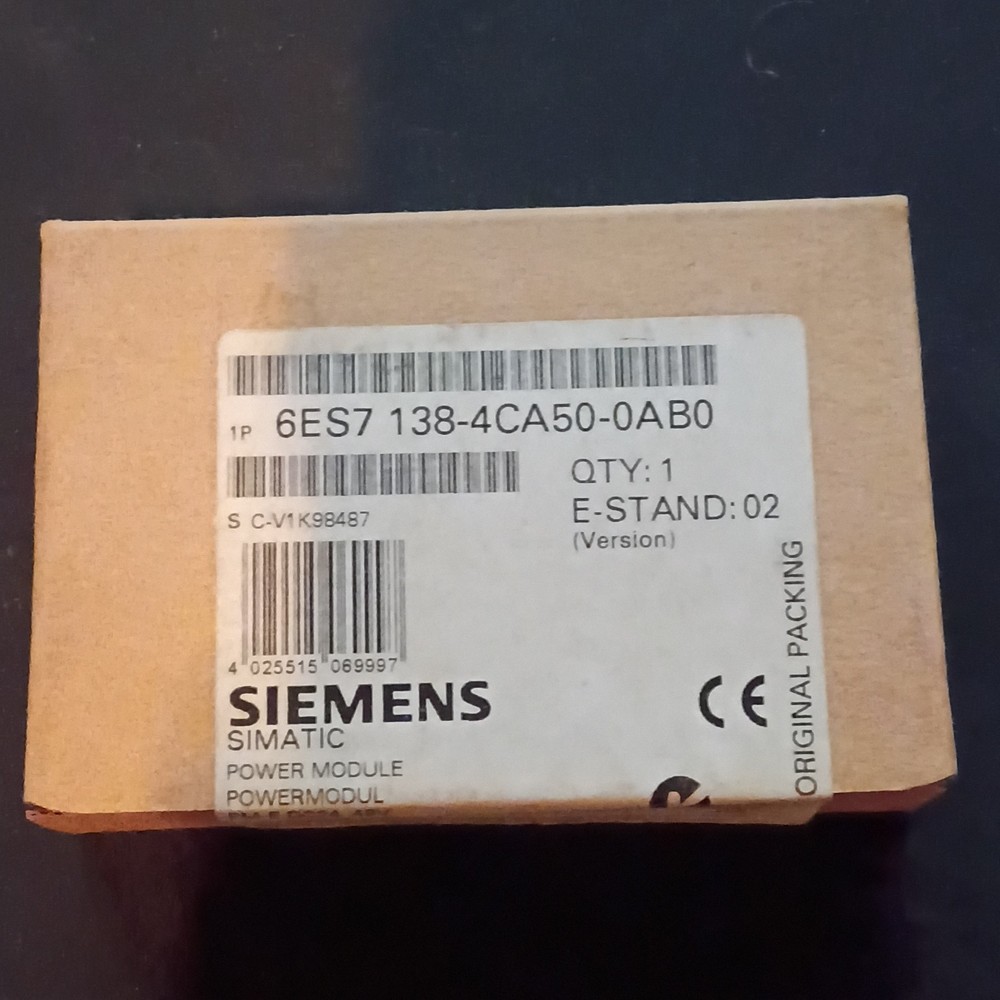 1P 6ES7 138-4CA50-0AB0
S C-V1K98487
QTY: 1
E-STAND: 02
(Version)
4 025515 069997
SIEMENS
SIMATIC
POWER MODULE
POWERMODUL
ORIGINAL PACKING
CE